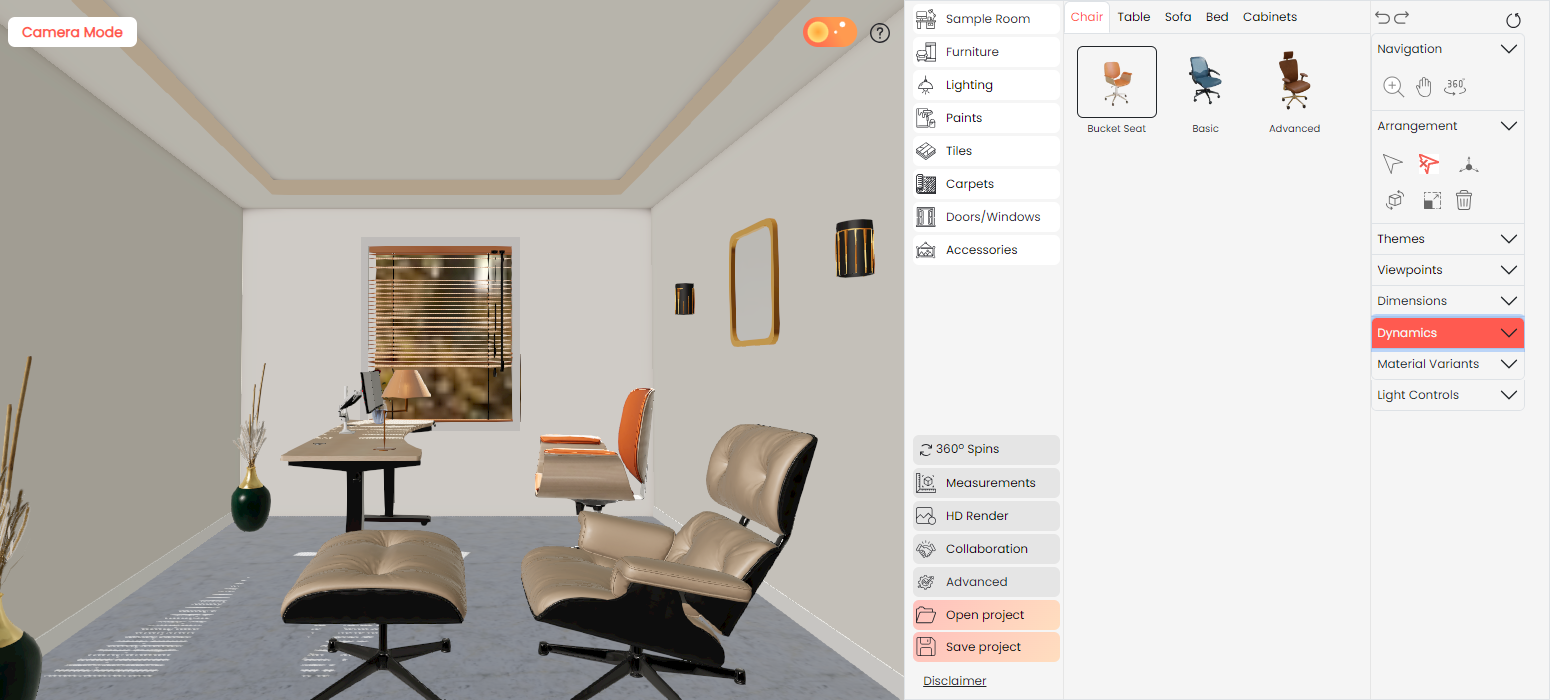 Camera Mode
?
Sample Room
Furniture
Lighting
Paints
Tiles
Carpets
Doors/Windows
Accessories
360° Spins
Measurements
HD Render
Collaboration
Advanced
Open project
Save project
Disclaimer
Chair Table Sofa Bed Cabinets
Bucket Seat Basic Advanced
Navigation
360°
Arrangement
Themes
Viewpoints
Dimensions
Dynamics
Material Variants
Light Controls